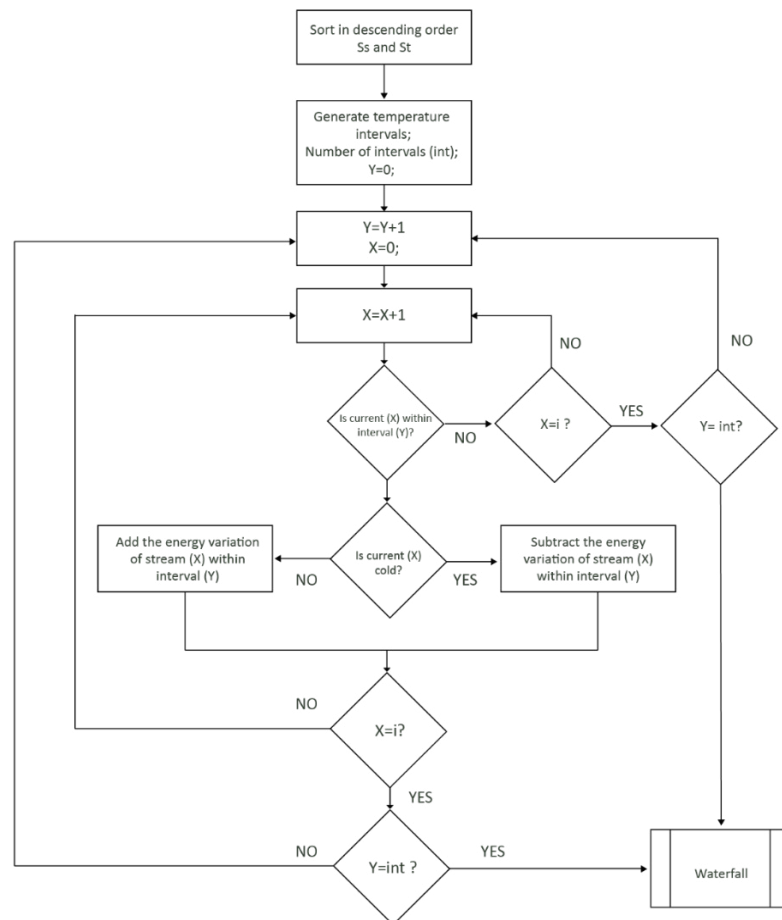 Sort in descending order
Ss and St
Generate temperature
intervals;
Number of intervals (int);
Y=0;
Y=Y+1
X=0;
X=X+1
NO
NO
Is current (X) within
interval (Y)?
NO
X=i ?
YES
Y= int?
Add the energy variation
of stream (X) within
interval (Y)
NO
Is current (X)
cold?
YES
Subtract the energy
variation of stream (X)
within interval (Y)
NO
X=i?
YES
NO
Y=int ?
YES
Waterfall